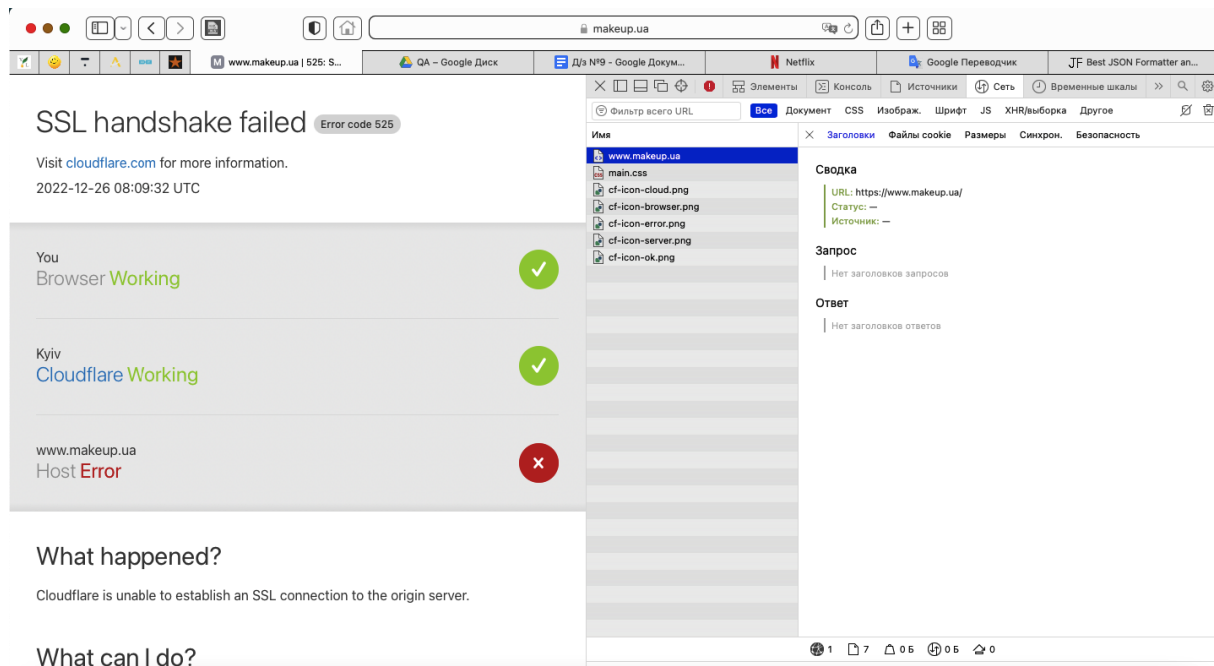 makeup.ua
www.makeup.ua | 525: S...
QA – Google Диск
Д/з №9 - Google Докум...
Netflix
Google Переводчик
JF Best JSON Formatter an...
Элементы
Консоль
Источники
Сеть
Временные шкалы
Фильтр всего URL
Все Документ CSS Изображ. Шрифт JS XHR/выборка Другое
Имя
Заголовки Файлы cookie Размеры Синхрон. Безопасность
www.makeup.ua
main.css
cf-icon-cloud.png
cf-icon-browser.png
cf-icon-error.png
cf-icon-server.png
cf-icon-ok.png
Сводка
URL: https://www.makeup.ua/
Статус: —
Источник: —
Запрос
Нет заголовков запросов
Ответ
Нет заголовков ответов
1 7 0 Б 0 Б 0
SSL handshake failed Error code 525
Visit cloudflare.com for more information.
2022-12-26 08:09:32 UTC
You
Browser Working
Kyiv
Cloudflare Working
www.makeup.ua
Host Error
What happened?
Cloudflare is unable to establish an SSL connection to the origin server.
What can I do?